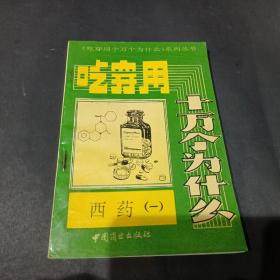 《吃穿用十万个为什么》系列丛书
吃穿用
十万个为什么
西药（一）
中国商业出版社